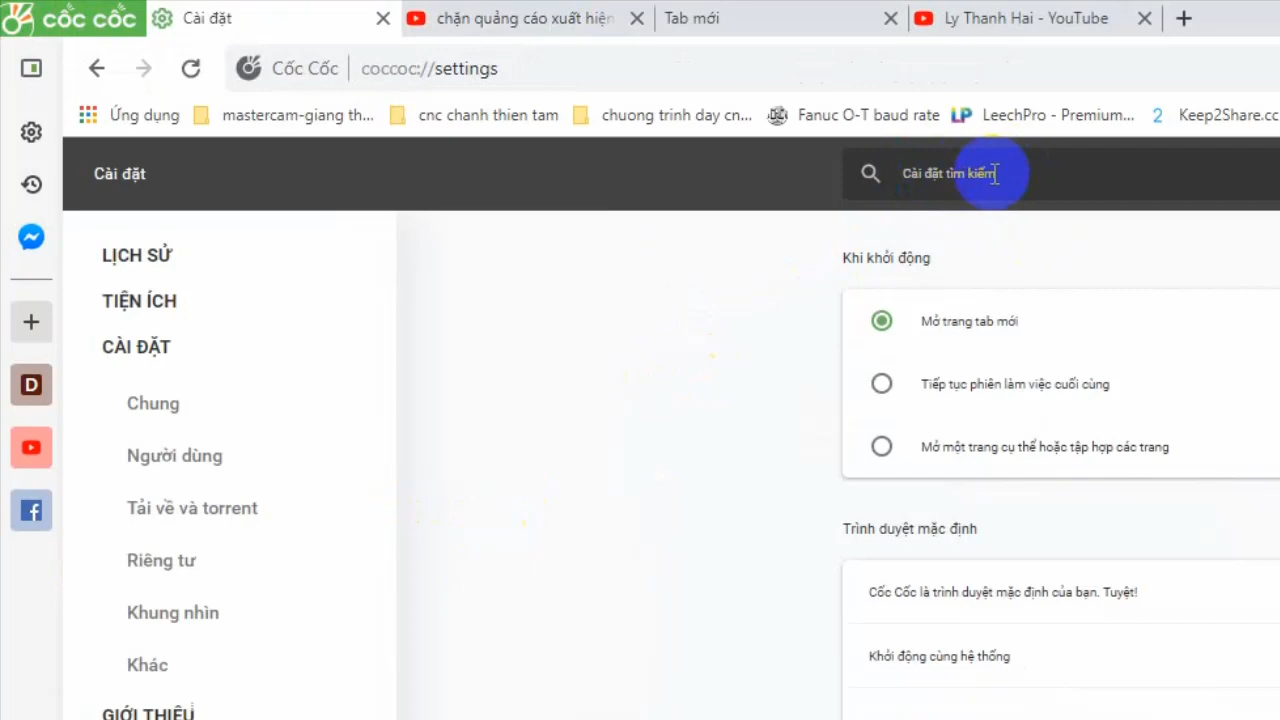 cốc cốc
Cài đặt
chặn quảng cáo xuất hiện
Tab mới
Ly Thanh Hai - YouTube
Cốc Cốc
coccoc://settings
Ứng dụng
mastercam-giang th...
cnc chanh thien tam
chuong trinh day cn...
Fanuc O-T baud rate
LP
LeechPro - Premium...
2
Keep2Share.cc
Cài đặt
Cài đặt tìm kiếm
LỊCH SỬ
TIỆN ÍCH
CÀI ĐẶT
Chung
Người dùng
Tải về và torrent
Riêng tư
Khung nhìn
Khác
GIỚI THIỆU
D
Khi khởi động
Mở trang tab mới
Tiếp tục phiên làm việc cuối cùng
Mở một trang cụ thể hoặc tập hợp các trang
Trình duyệt mặc định
Cốc Cốc là trình duyệt mặc định của bạn. Tuyệt!
Khởi động cùng hệ thống